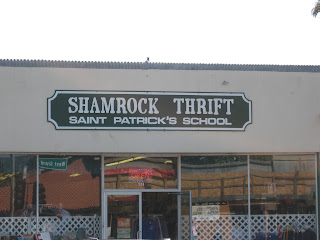 SHAMROCK THRIFT
SAINT PATRICK'S SCHOOL